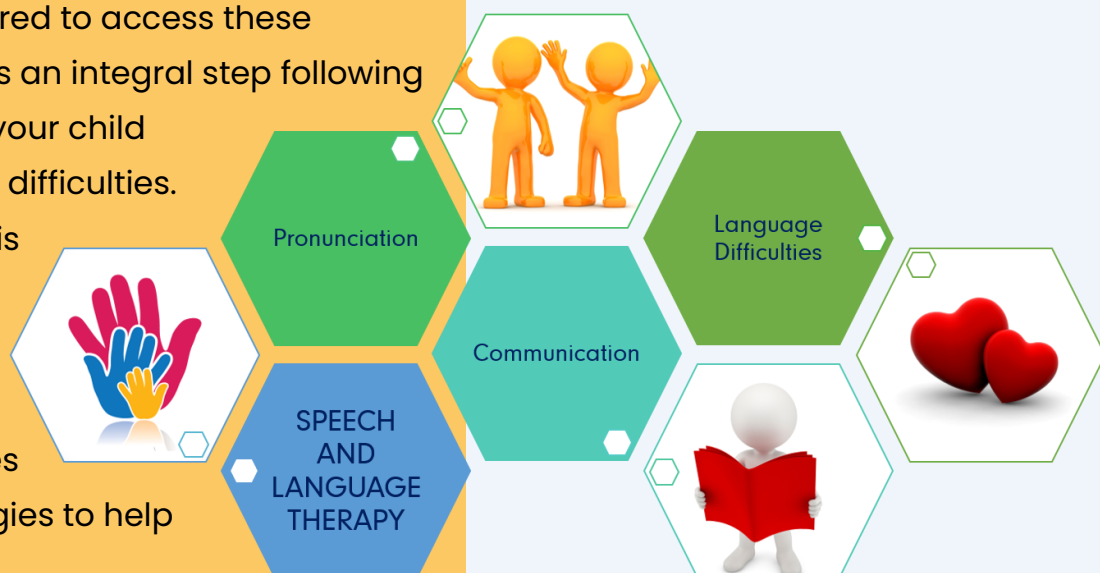 red to access these
s an integral step following
your child
difficulties.
is
es
gies to help
Pronunciation
Language
Difficulties
Communication
SPEECH
AND
LANGUAGE
THERAPY